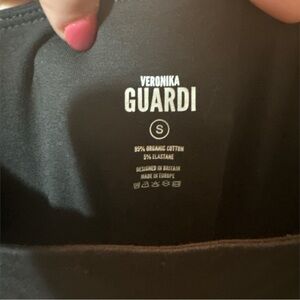 VERONIKA
GUARDI
S
95% ORGANIC COTTON
5% ELASTANE
DESIGNED IN BRITAIN
MADE IN EUROPE